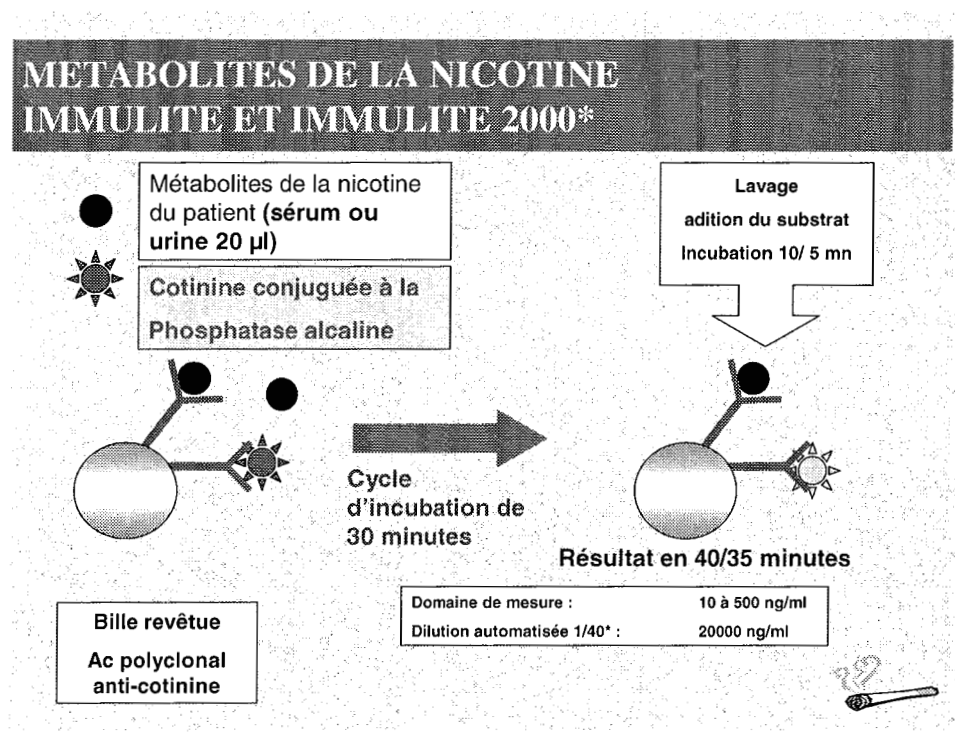 METABOLITES DE LA NICOTINE
IMMULITE ET IMMULITE 2000*
Métabolites de la nicotine
du patient (sérum ou
urine 20 µl)
Cotinine conjuguée à la
Phosphatase alcaline
Lavage
adition du substrat
Incubation 10/ 5 mn
Cycle
d'incubation de
30 minutes
Résultat en 40/35 minutes
Bille revêtue
Ac polyclonal
anti-cotinine
Domaine de mesure : 10 à 500 ng/ml
Dilution automatisée 1/40* : 20000 ng/ml